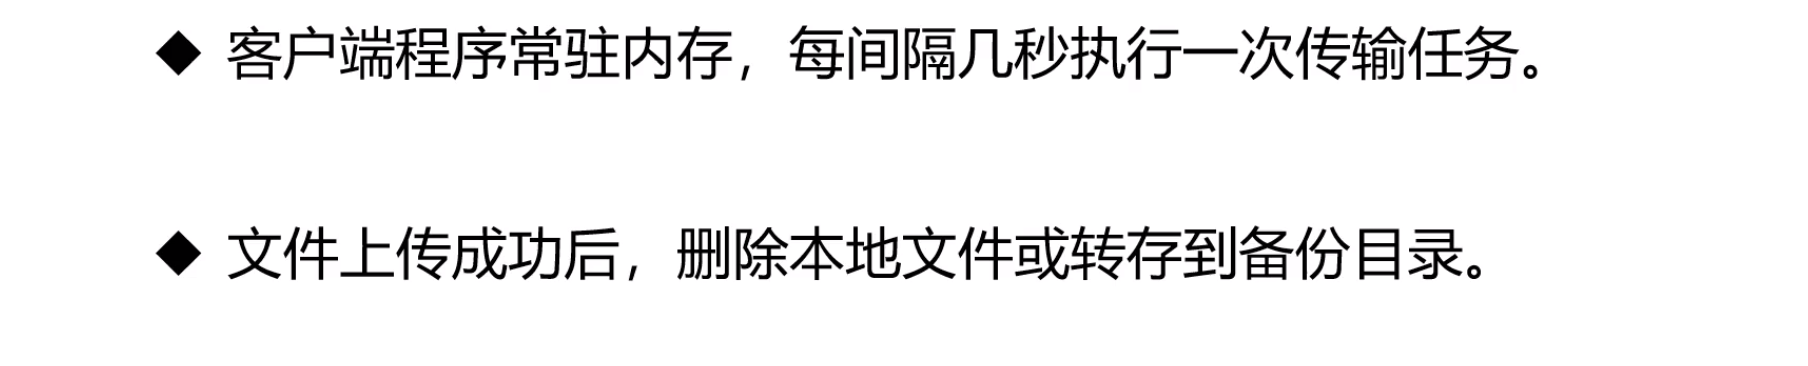 ◆ 客户端程序常驻内存，每间隔几秒执行一次传输任务。
◆ 文件上传成功后，删除本地文件或转存到备份目录。